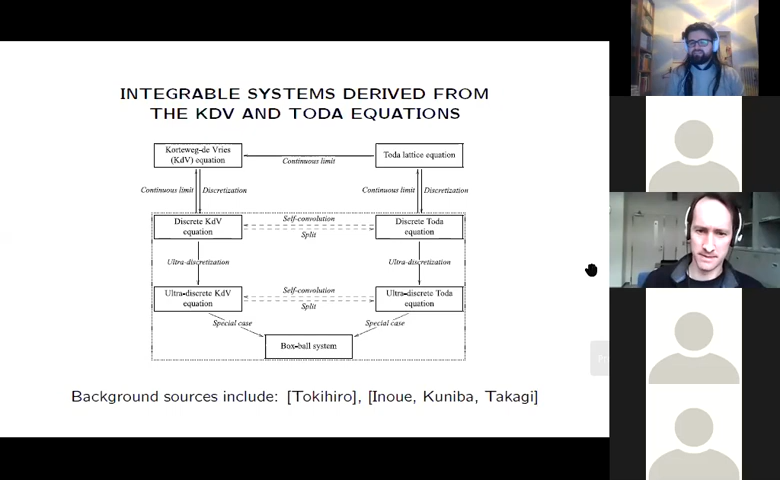 INTEGRABLE SYSTEMS DERIVED FROM
THE KDV AND TODA EQUATIONS
Korteweg-de Vries
(KdV) equation
Toda lattice equation
Continuous limit
Continuous limit
Discretization
Continuous limit
Discretization
Discrete KdV
equation
Self-convolution
Split
Discrete Toda
equation
Ultra-discretization
Ultra-discretization
Ultra-discrete KdV
equation
Self-convolution
Split
Ultra-discrete Toda
equation
Special case
Special case
Box-ball system
Background sources include: [Tokihiro], [Inoue, Kuniba, Takagi]